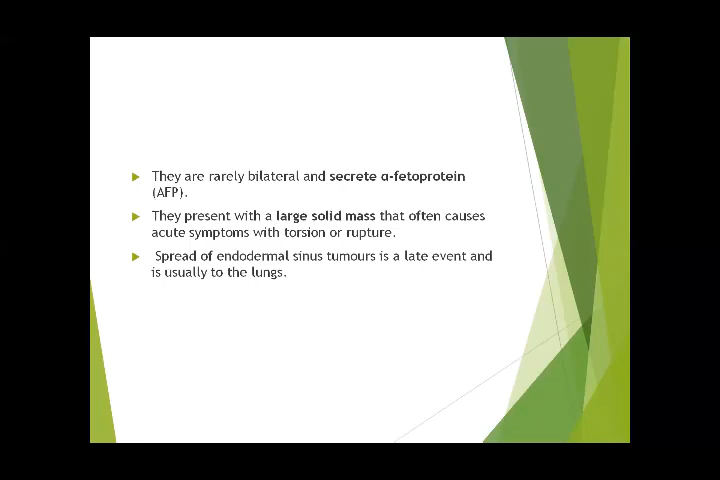 They are rarely bilateral and secrete α-fetoprotein
(AFP).
They present with a large solid mass that often causes
acute symptoms with torsion or rupture.
Spread of endodermal sinus tumours is a late event and
is usually to the lungs.